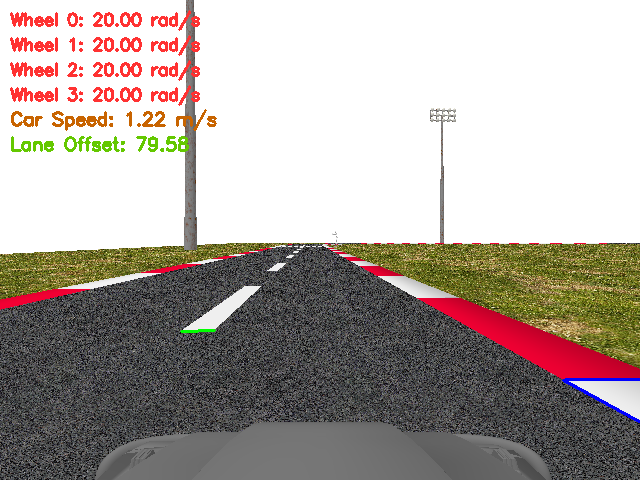 Wheel 0: 20.00 rad/s
Wheel 1: 20.00 rad/s
Wheel 2: 20.00 rad/s
Wheel 3: 20.00 rad/s
Car Speed: 1.22 m/s
Lane Offset: 79.58